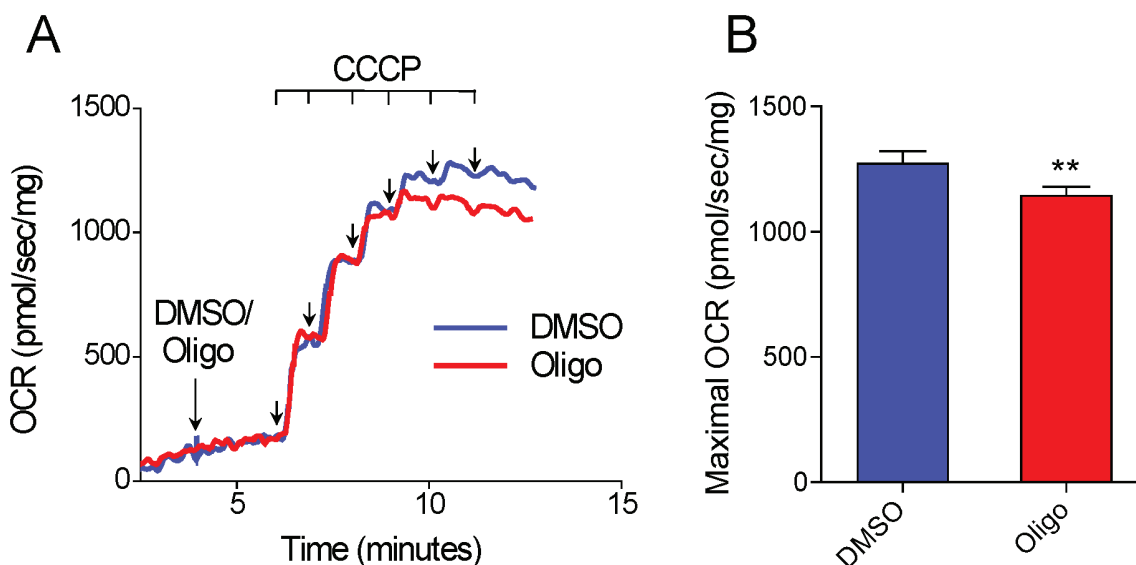 A
CCCP
1500
1000
500
0
OCR (pmol/sec/mg)
DMSO/
Oligo
DMSO
Oligo
5
10
15
Time (minutes)
B
1500
1000
500
0
Maximal OCR (pmol/sec/mg)
**
DMSO
Oligo